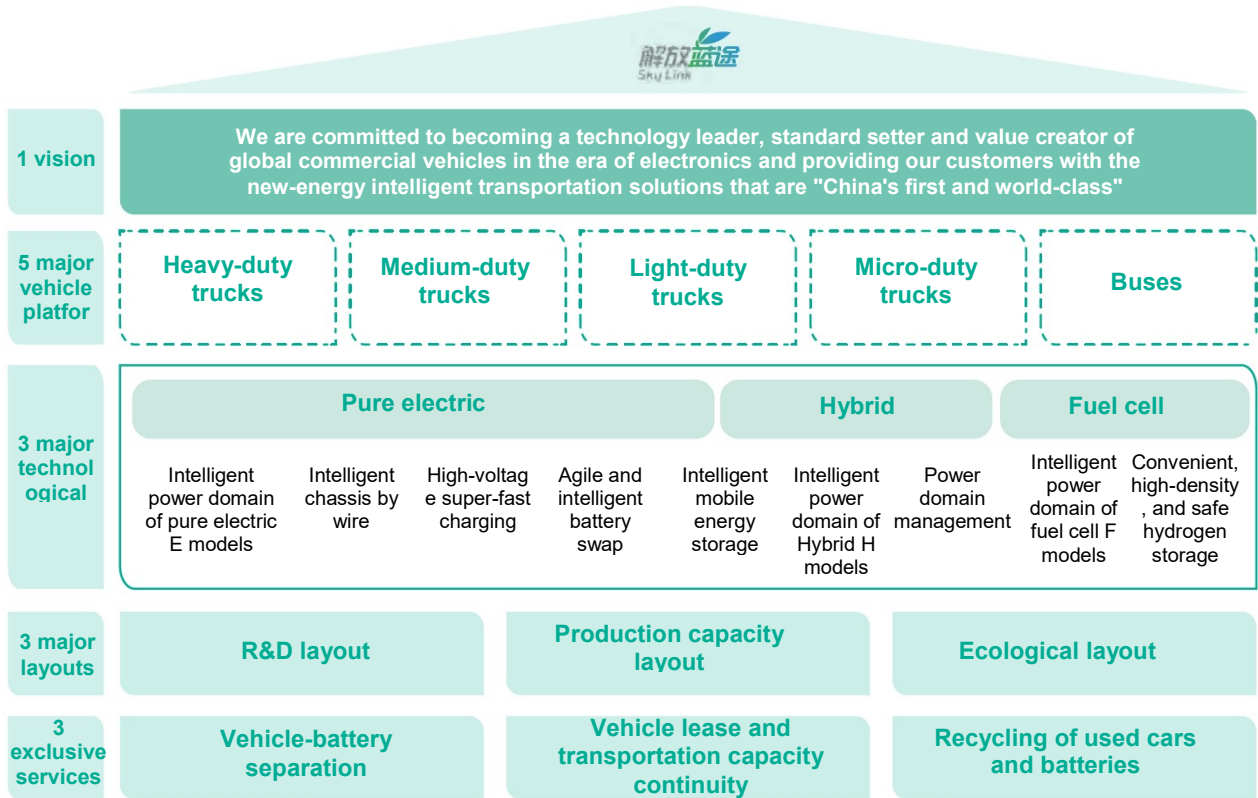 解放蓝途
Sky Link
1 vision
We are committed to becoming a technology leader, standard setter and value creator of
global commercial vehicles in the era of electronics and providing our customers with the
new-energy intelligent transportation solutions that are "China's first and world-class"
5 major
vehicle
platfor
Heavy-duty
trucks
Medium-duty
trucks
Light-duty
trucks
Micro-duty
trucks
Buses
3 major
technol
ogical
Pure electric
Hybrid
Fuel cell
Intelligent
power domain
of pure electric
E models
Intelligent
chassis by
wire
High-voltag
e super-fast
charging
Agile and
intelligent
battery
swap
Intelligent
mobile
energy
storage
Intelligent
power
domain of
Hybrid H
models
Power
domain
management
Intelligent
power
domain of
fuel cell F
models
Convenient,
high-density
, and safe
hydrogen
storage
3 major
layouts
R&D layout
Production capacity
layout
Ecological layout
3
exclusive
services
Vehicle-battery
separation
Vehicle lease and
transportation capacity
continuity
Recycling of used cars
and batteries